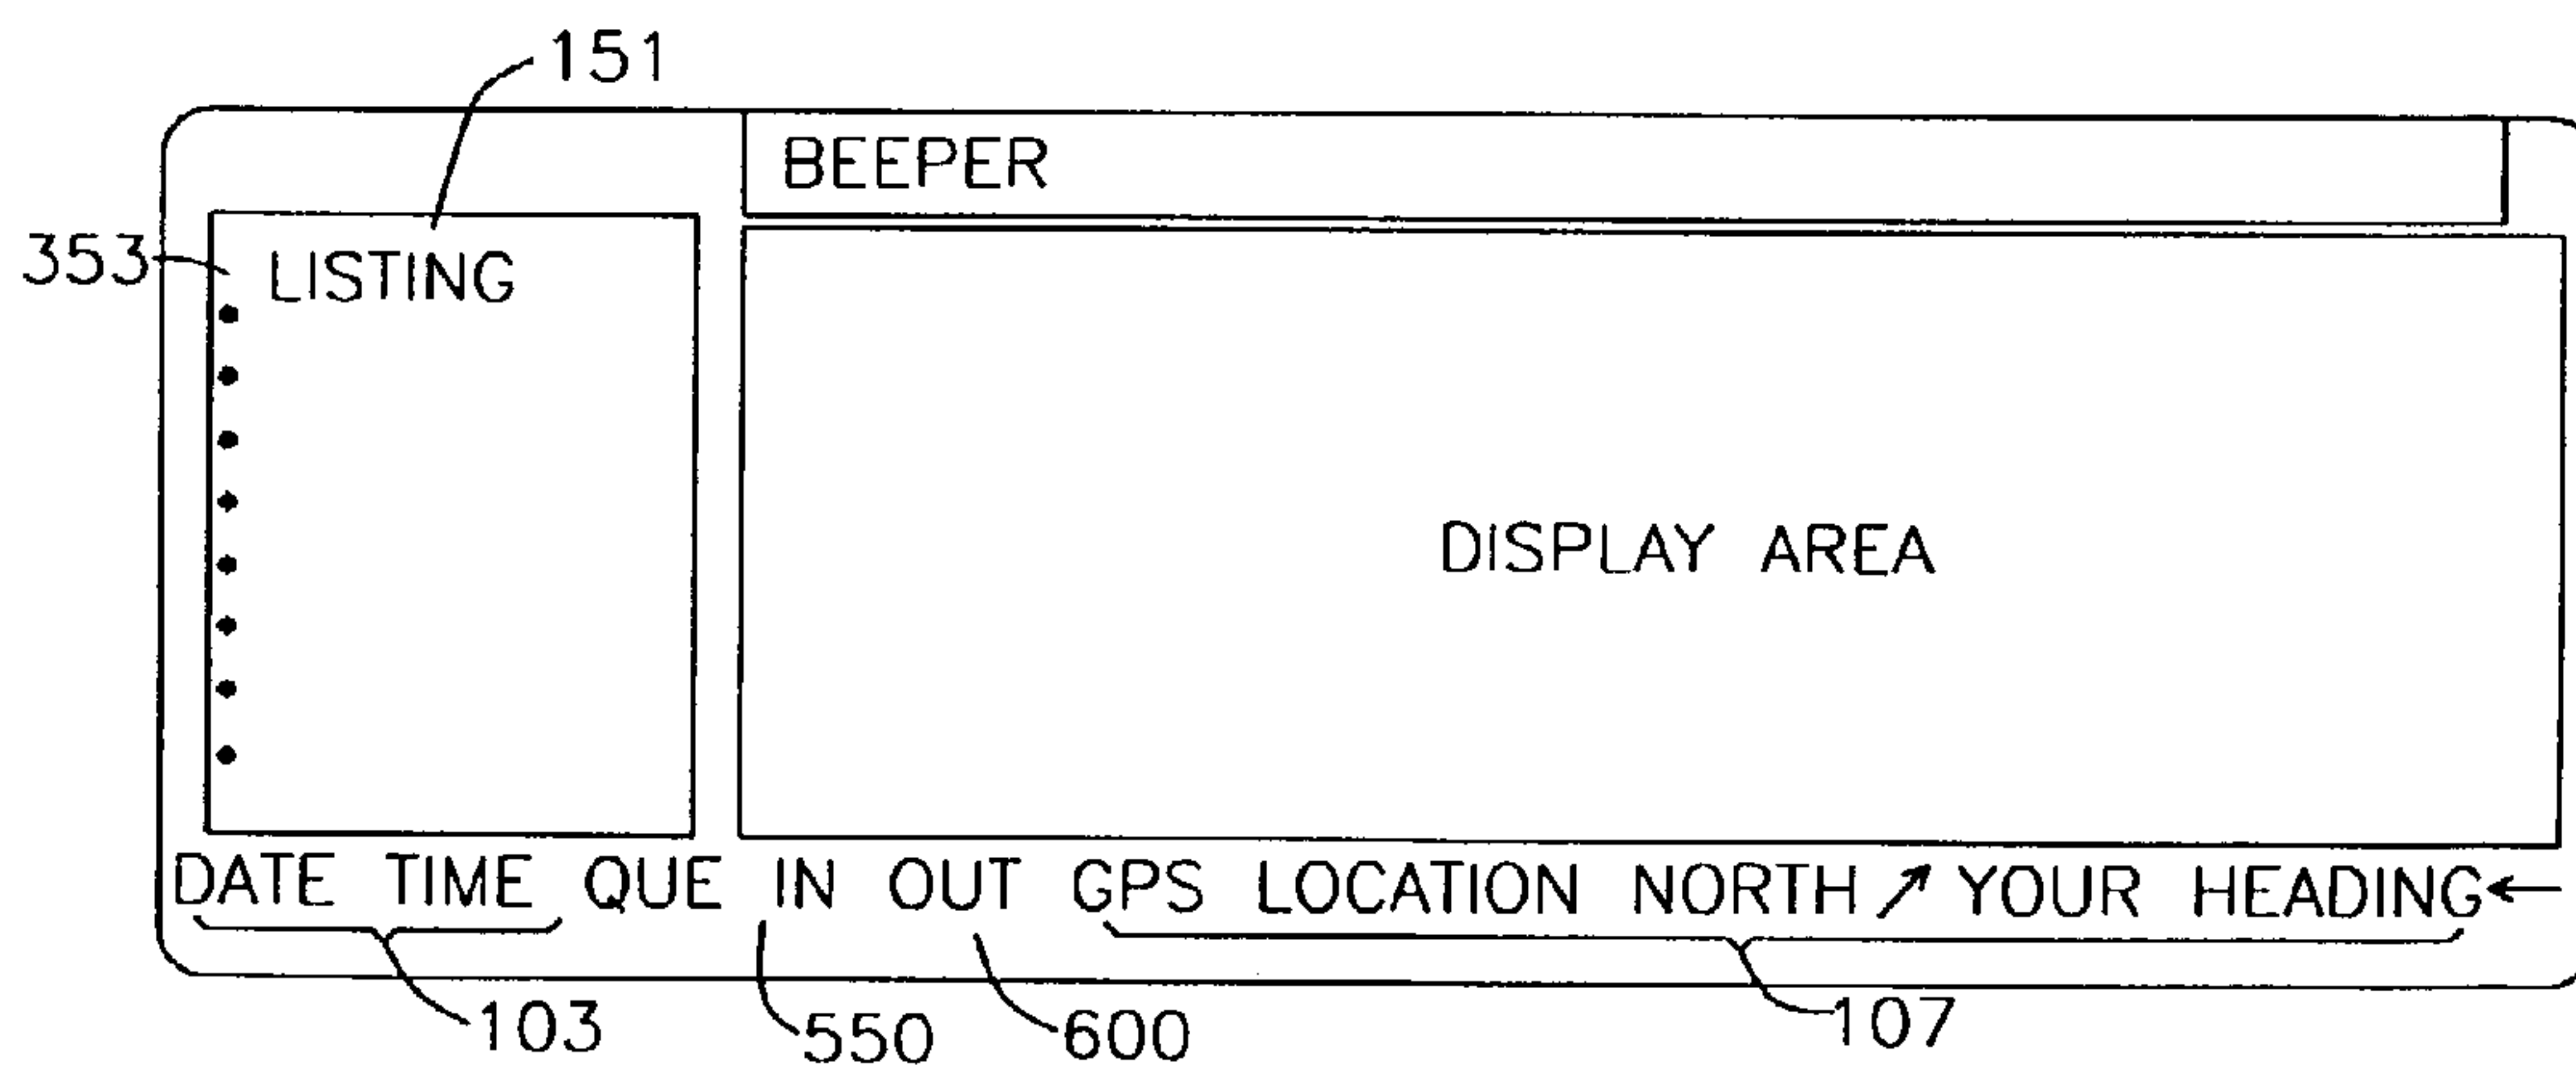 151
BEEPER
353
LISTING
DISPLAY AREA
DATE TIME QUE IN OUT GPS LOCATION NORTH ↗ YOUR HEADING ←
103
550
600
107